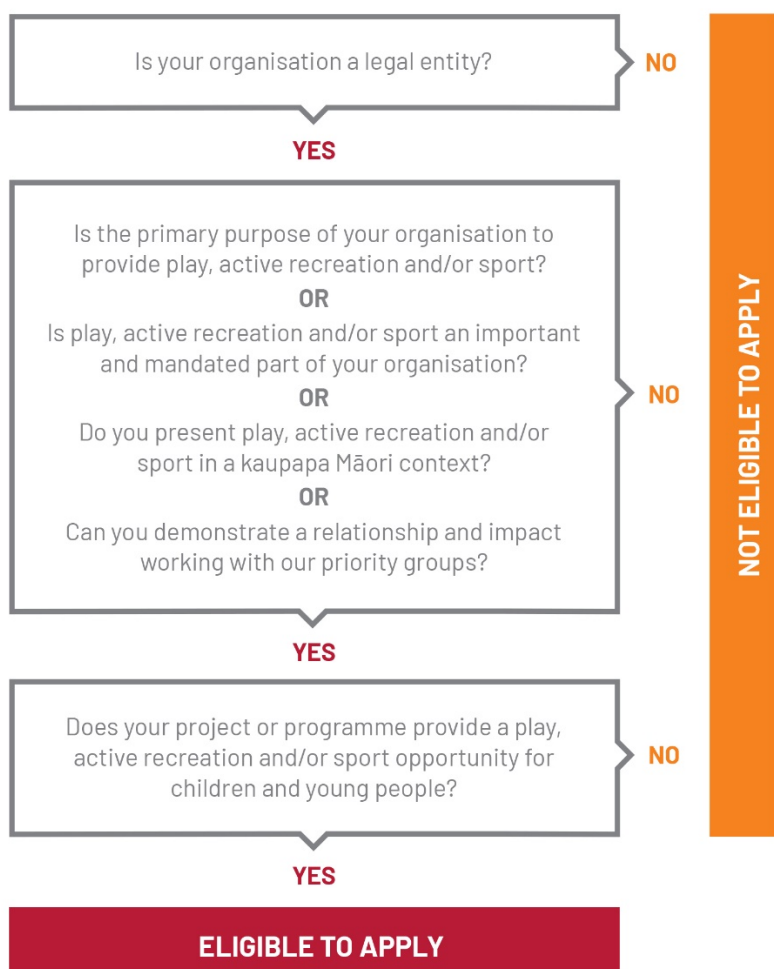 Is your organisation a legal entity?
NO
YES
Is the primary purpose of your organisation to
provide play, active recreation and/or sport?
OR
Is play, active recreation and/or sport an important
and mandated part of your organisation?
OR
Do you present play, active recreation and/or
sport in a kaupapa Māori context?
OR
Can you demonstrate a relationship and impact
working with our priority groups?
NO
YES
Does your project or programme provide a play,
active recreation and/or sport opportunity for
children and young people?
NO
YES
ELIGIBLE TO APPLY
NOT ELIGIBLE TO APPLY